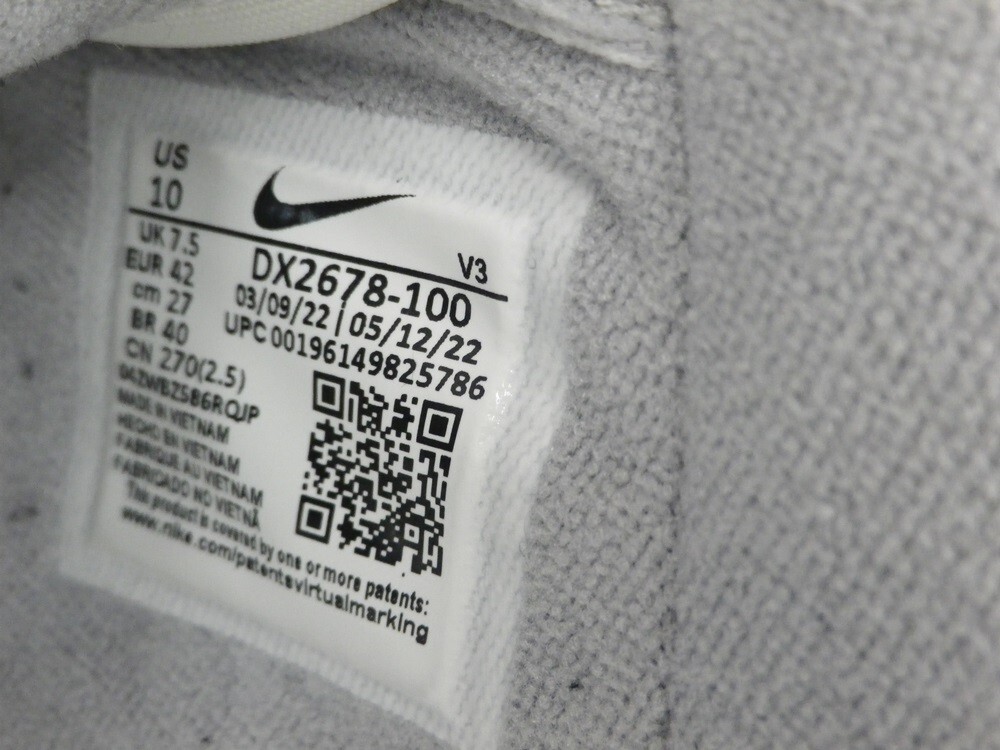 US
10
UK 7.5
EUR 42
cm 27
BR 40
CN 270(2.5)
V3
DX2678-100
03/09/22 | 05/12/22
UPC 00196149825786
MADE IN VIETNAM
HECHO EN VIETNAM
FABRIQUE AU VIETNAM
FABRICADO NO VIETNÃ
This product is covered by one or more patents:
www.nike.com/patentsvirtualmarking